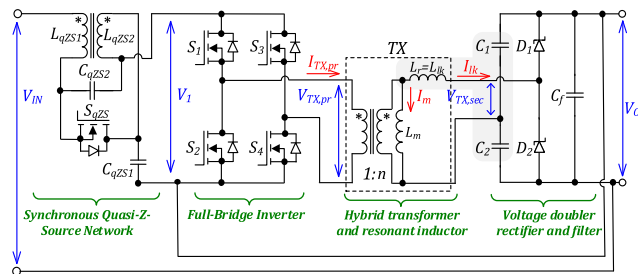 TX
L_qZS1
L_qZS2
C_qZS2
S_qZS
C_qZS1
V_IN
V_1
S_1
S_3
S_2
S_4
I_TX,pr
V_TX,pr
1:n
L_r=L_lk
I_lk
I_m
L_m
V_TX,sec
C_1
D_1
C_2
D_2
C_f
V_O
Synchronous Quasi-Z-
Source Network
Full-Bridge Inverter
Hybrid transformer
and resonant inductor
Voltage doubler
rectifier and filter